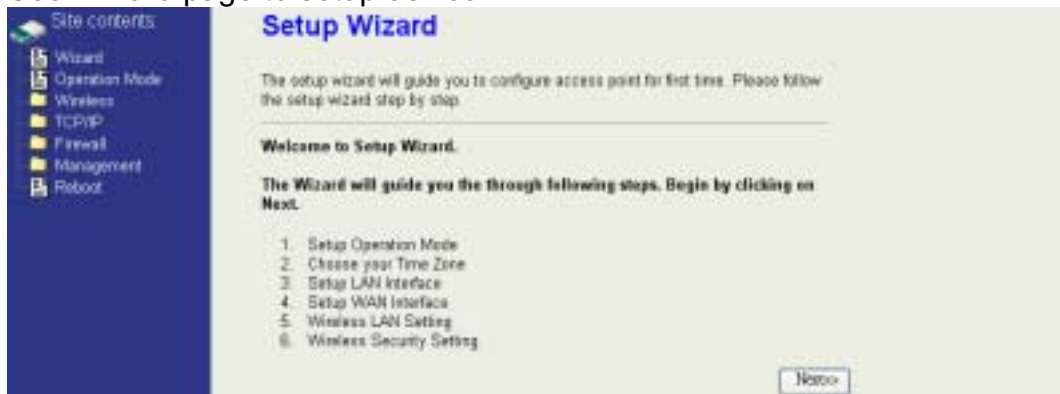 Site contents:
Wizard
Operation Mode
Wireless
TCP/IP
Firewall
Management
Reboot
Setup Wizard
The setup wizard will guide you to configure access point for first time. Please follow
the setup wizard step by step.
Welcome to Setup Wizard.
The Wizard will guide you the through following steps. Begin by clicking on
Next.
1. Setup Operation Mode
2. Choose your Time Zone
3. Setup LAN Interface
4. Setup WAN Interface
5. Wireless LAN Setting
6. Wireless Security Setting
Next>>